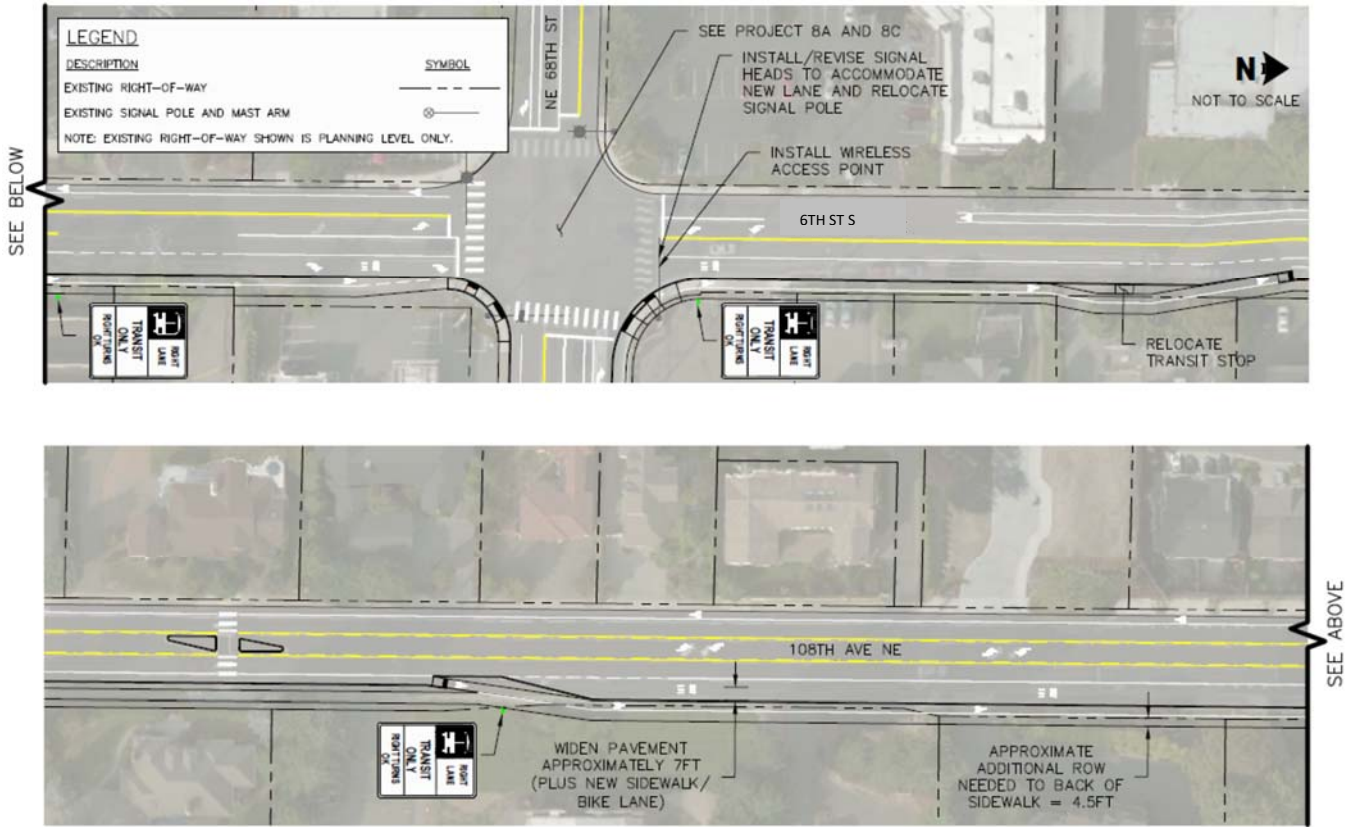 LEGEND
DESCRIPTION SYMBOL
EXISTING RIGHT-OF-WAY
EXISTING SIGNAL POLE AND MAST ARM
NOTE: EXISTING RIGHT-OF-WAY SHOWN IS PLANNING LEVEL ONLY.
NE 68TH ST
SEE PROJECT 8A AND 8C
INSTALL/REVISE SIGNAL
HEADS TO ACCOMMODATE
NEW LANE AND RELOCATE
SIGNAL POLE
N
NOT TO SCALE
INSTALL WIRELESS
ACCESS POINT
SEE BELOW
6TH ST S
RIGHT
LANE
TRANSIT
ONLY
RIGHT TURNS
OK
RIGHT
LANE
TRANSIT
ONLY
RIGHT TURNS
OK
RELOCATE
TRANSIT STOP
108TH AVE NE
SEE ABOVE
RIGHT
LANE
TRANSIT
ONLY
RIGHT TURNS
OK
WIDEN PAVEMENT
APPROXIMATELY 7FT
(PLUS NEW SIDEWALK/
BIKE LANE)
APPROXIMATE
ADDITIONAL ROW
NEEDED TO BACK OF
SIDEWALK = 4.5FT